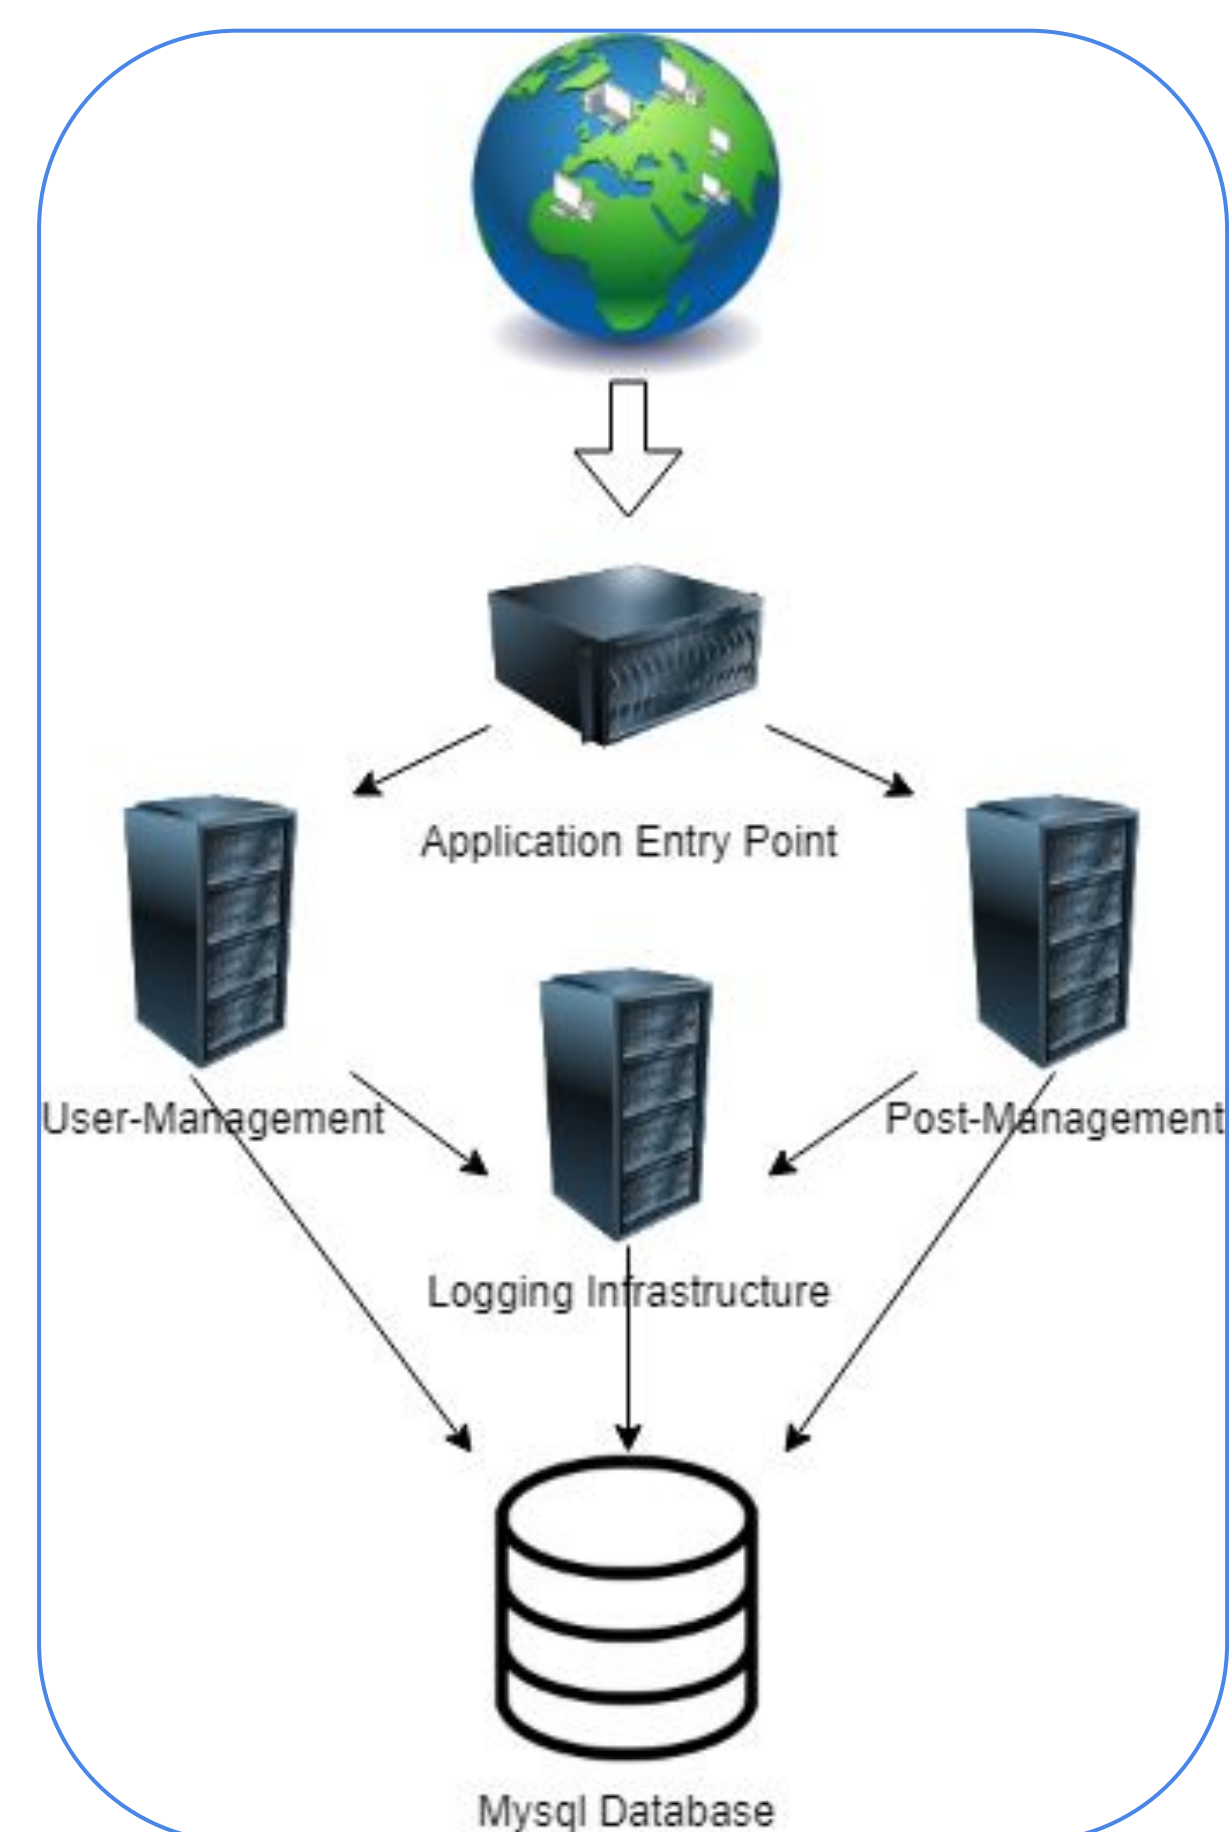 Application Entry Point
User-Management
Post-Management
Logging Infrastructure
Mysql Database